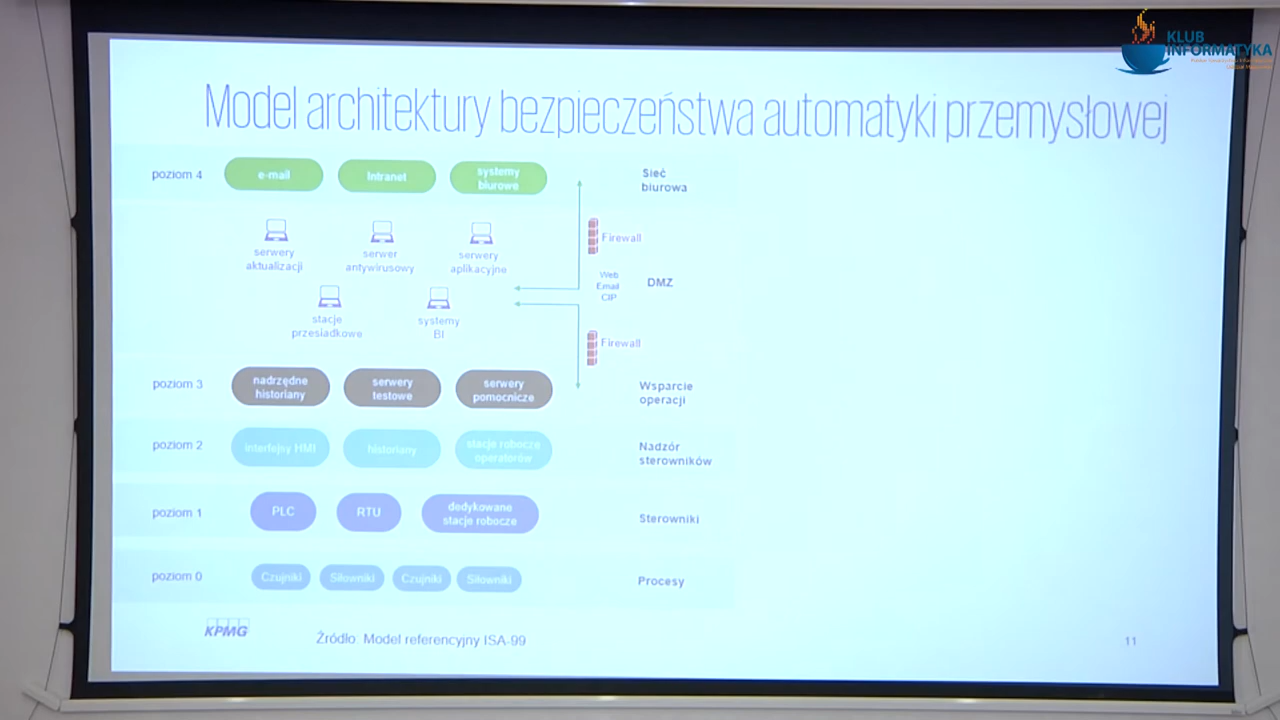 KLUB
INFORMATYKA
Model architektury bezpieczeństwa automatyki przemysłowej
poziom 4
e-mail
Intranet
systemy
biurowe
Sieć
biurowa
serwery
aktualizacji
serwer
antywirusowy
serwery
aplikacyjne
Firewall
Web
Email
CIP
DMZ
stacje
przesiadkowe
systemy
BI
Firewall
poziom 3
nadrzędne
historiany
serwery
testowe
serwery
pomocnicze
Wsparcie
operacji
poziom 2
interfejsy HMI
historiany
stacje robocze
operatorów
Nadzór
sterowników
poziom 1
PLC
RTU
dedykowane
stacje robocze
Sterowniki
poziom 0
Czujniki
Siłowniki
Czujniki
Siłowniki
Procesy
KPMG
Źródło: Model referencyjny ISA-99
11